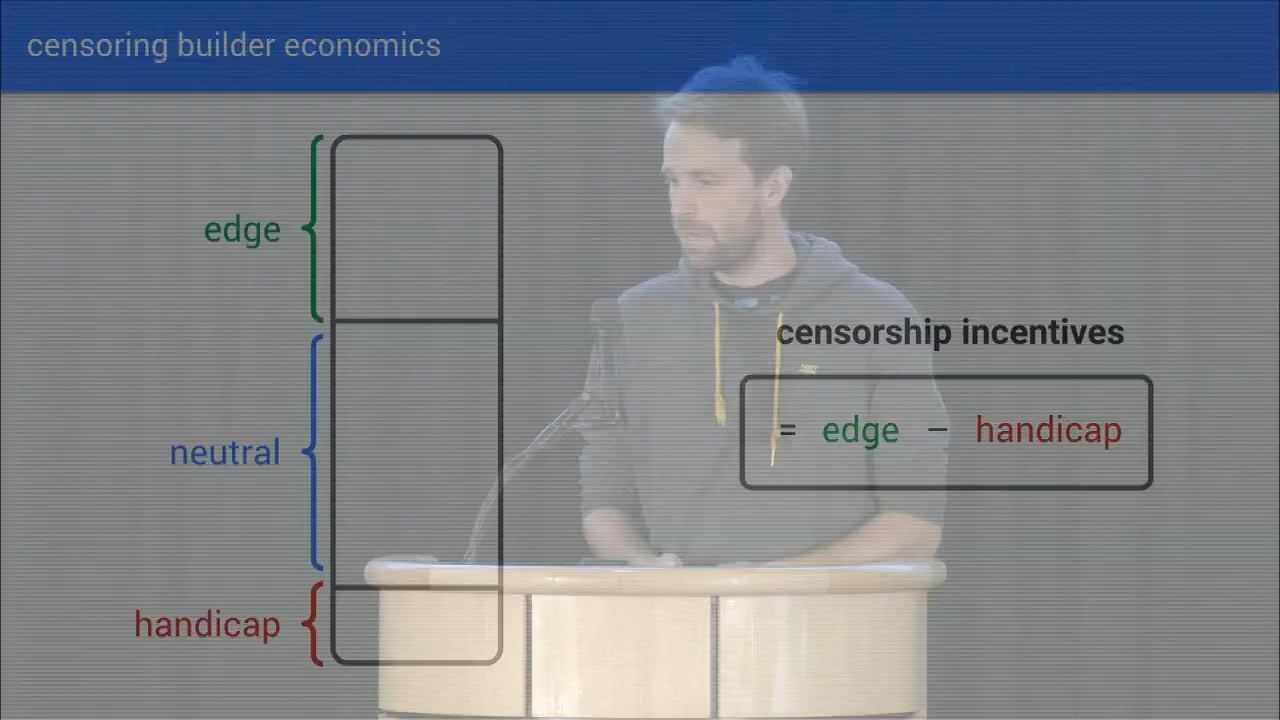 censoring builder economics
edge
neutral
handicap
censorship incentives
= edge − handicap